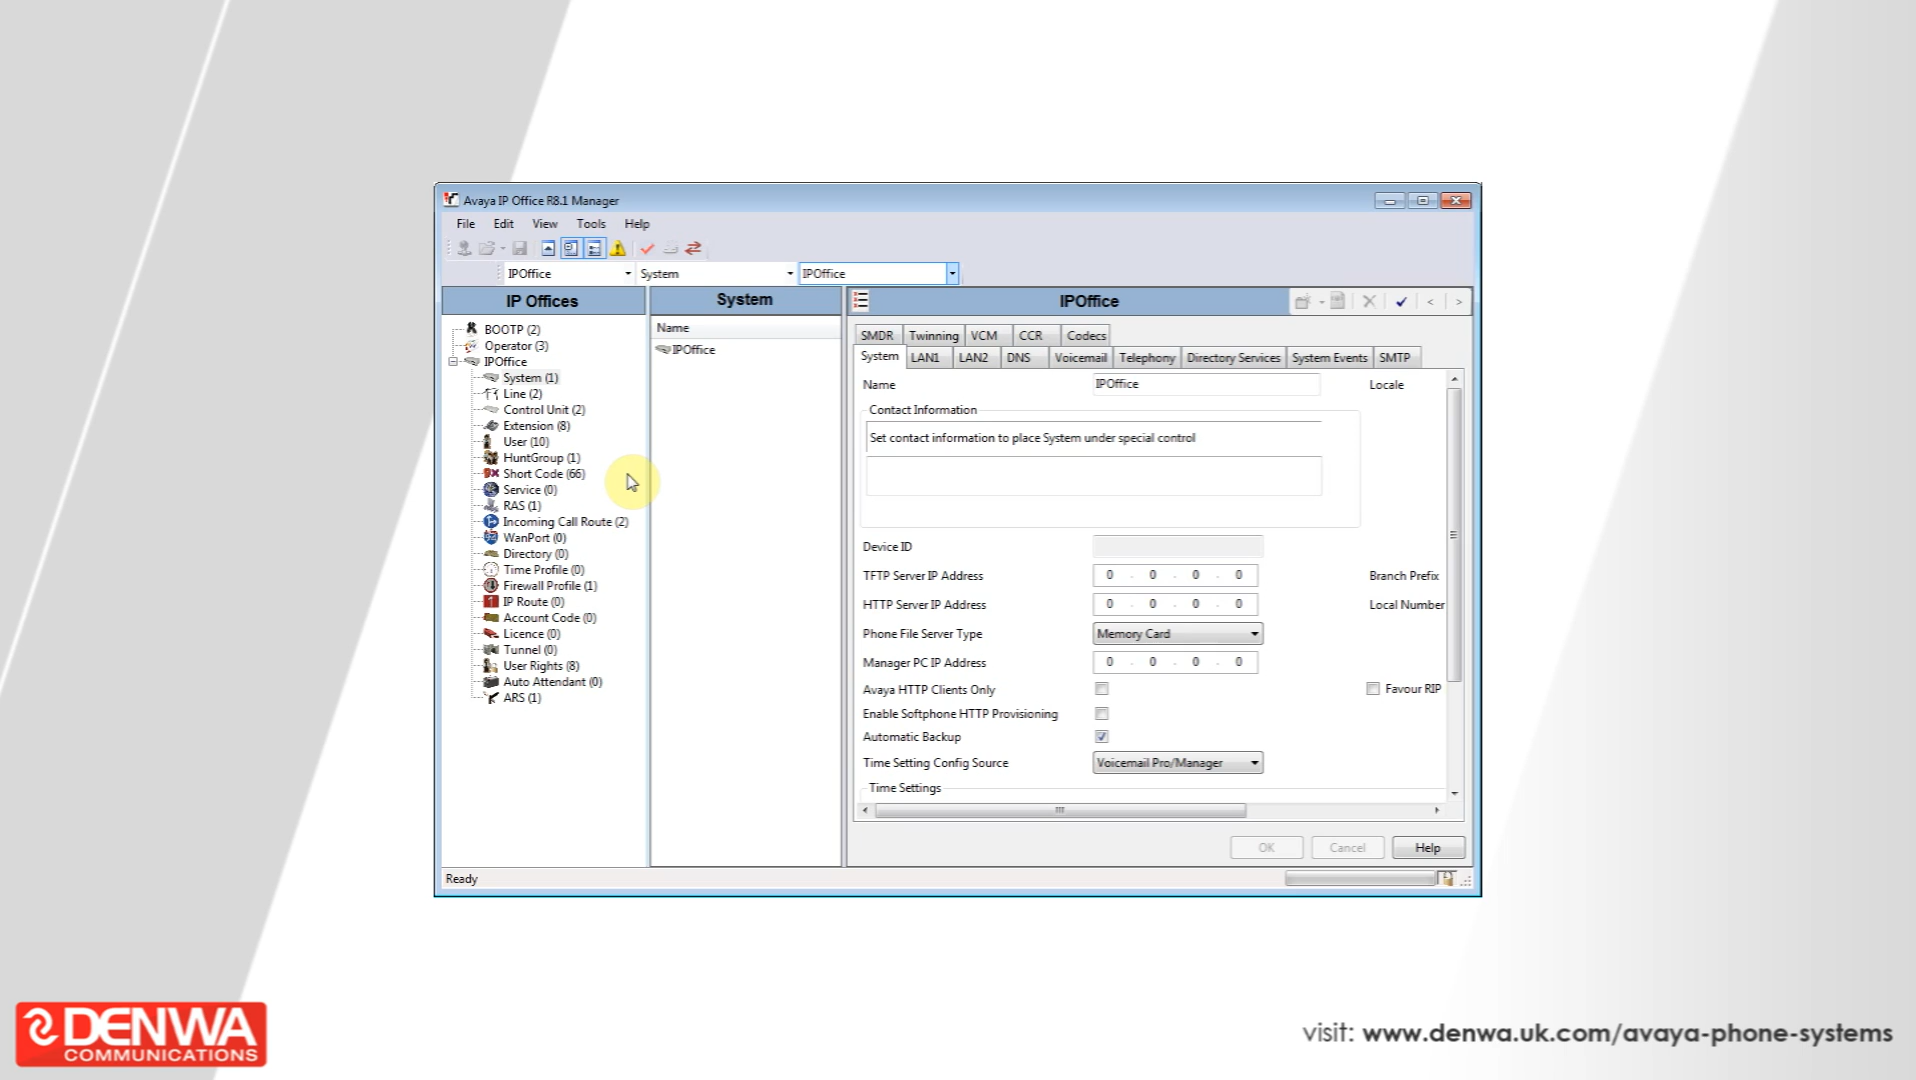 Avaya IP Office R8.1 Manager
File Edit View Tools Help
IPOffice System IPOffice
IP Offices
BOOTP (2)
Operator (3)
IPOffice
System (1)
Line (2)
Control Unit (2)
Extension (8)
User (10)
HuntGroup (1)
Short Code (66)
Service (0)
RAS (1)
Incoming Call Route (2)
WanPort (0)
Directory (0)
Time Profile (0)
Firewall Profile (1)
IP Route (0)
Account Code (0)
Licence (0)
Tunnel (0)
User Rights (8)
Auto Attendant (0)
ARS (1)
System
Name
IPOffice
IPOffice
SMDR Twinning VCM CCR Codecs
System LAN1 LAN2 DNS Voicemail Telephony Directory Services System Events SMTP
Name IPOffice Locale
Contact Information
Set contact information to place System under special control
Device ID
TFTP Server IP Address 0 . 0 . 0 . 0 Branch Prefix
HTTP Server IP Address 0 . 0 . 0 . 0 Local Number
Phone File Server Type Memory Card
Manager PC IP Address 0 . 0 . 0 . 0
Avaya HTTP Clients Only Favour RIP
Enable Softphone HTTP Provisioning
Automatic Backup
Time Setting Config Source Voicemail Pro/Manager
Time Settings
OK Cancel Help
Ready
DENWA
COMMUNICATIONS
visit: www.denwa.uk.com/avaya-phone-systems